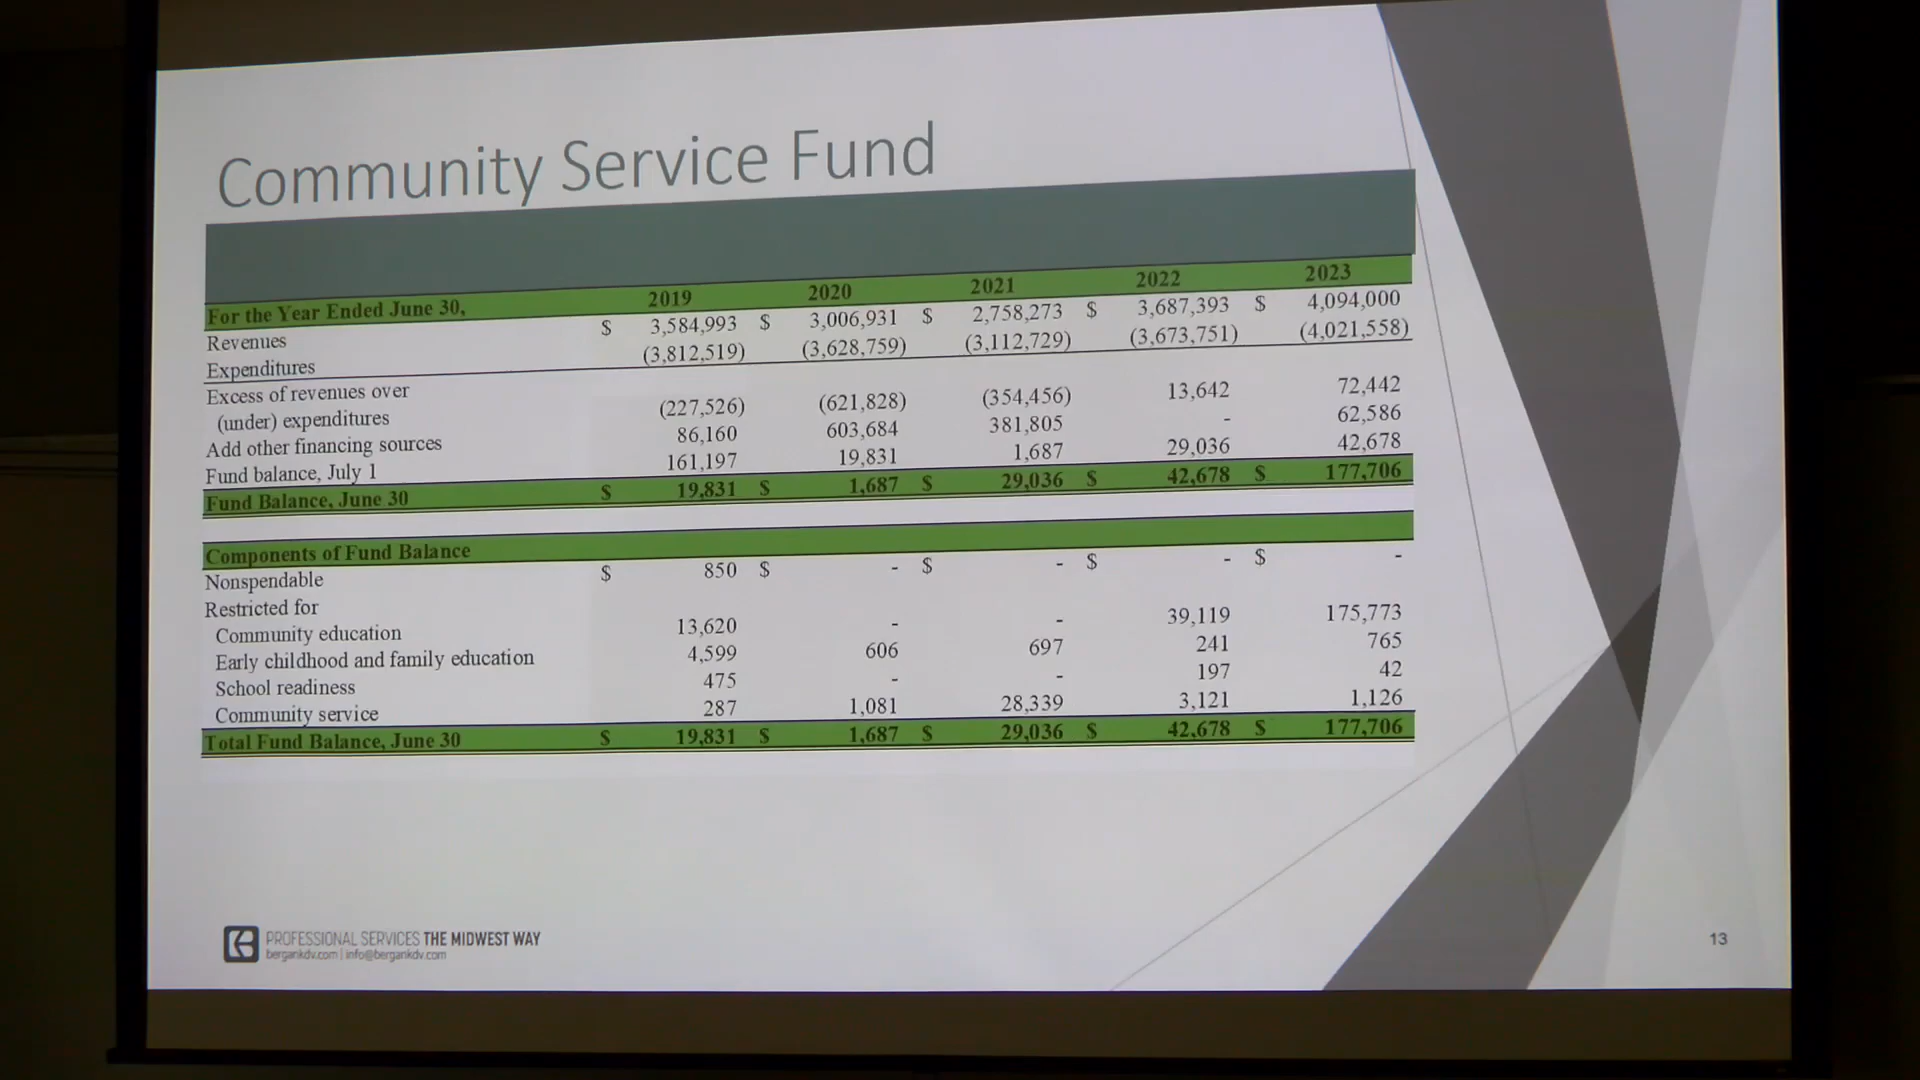 Community Service Fund
For the Year Ended June 30, 2019 2020 2021 2022 2023
Revenues $ 3,584,993 $ 3,006,931 $ 2,758,273 $ 3,687,393 $ 4,094,000
Expenditures (3,812,519) (3,628,759) (3,112,729) (3,673,751) (4,021,558)
Excess of revenues over
(under) expenditures (227,526) (621,828) (354,456) 13,642 72,442
Add other financing sources 86,160 603,684 381,805 - 62,586
Fund balance, July 1 161,197 19,831 1,687 29,036 42,678
Fund Balance, June 30 $ 19,831 $ 1,687 $ 29,036 $ 42,678 $ 177,706
Components of Fund Balance
Nonspendable $ 850 $ - $ - $ - $ -
Restricted for
Community education 13,620 - - 39,119 175,773
Early childhood and family education 4,599 606 697 241 765
School readiness 475 - - 197 42
Community service 287 1,081 28,339 3,121 1,126
Total Fund Balance, June 30 $ 19,831 $ 1,687 $ 29,036 $ 42,678 $ 177,706
PROFESSIONAL SERVICES THE MIDWEST WAY
bergankdv.com | info@bergankdv.com
13